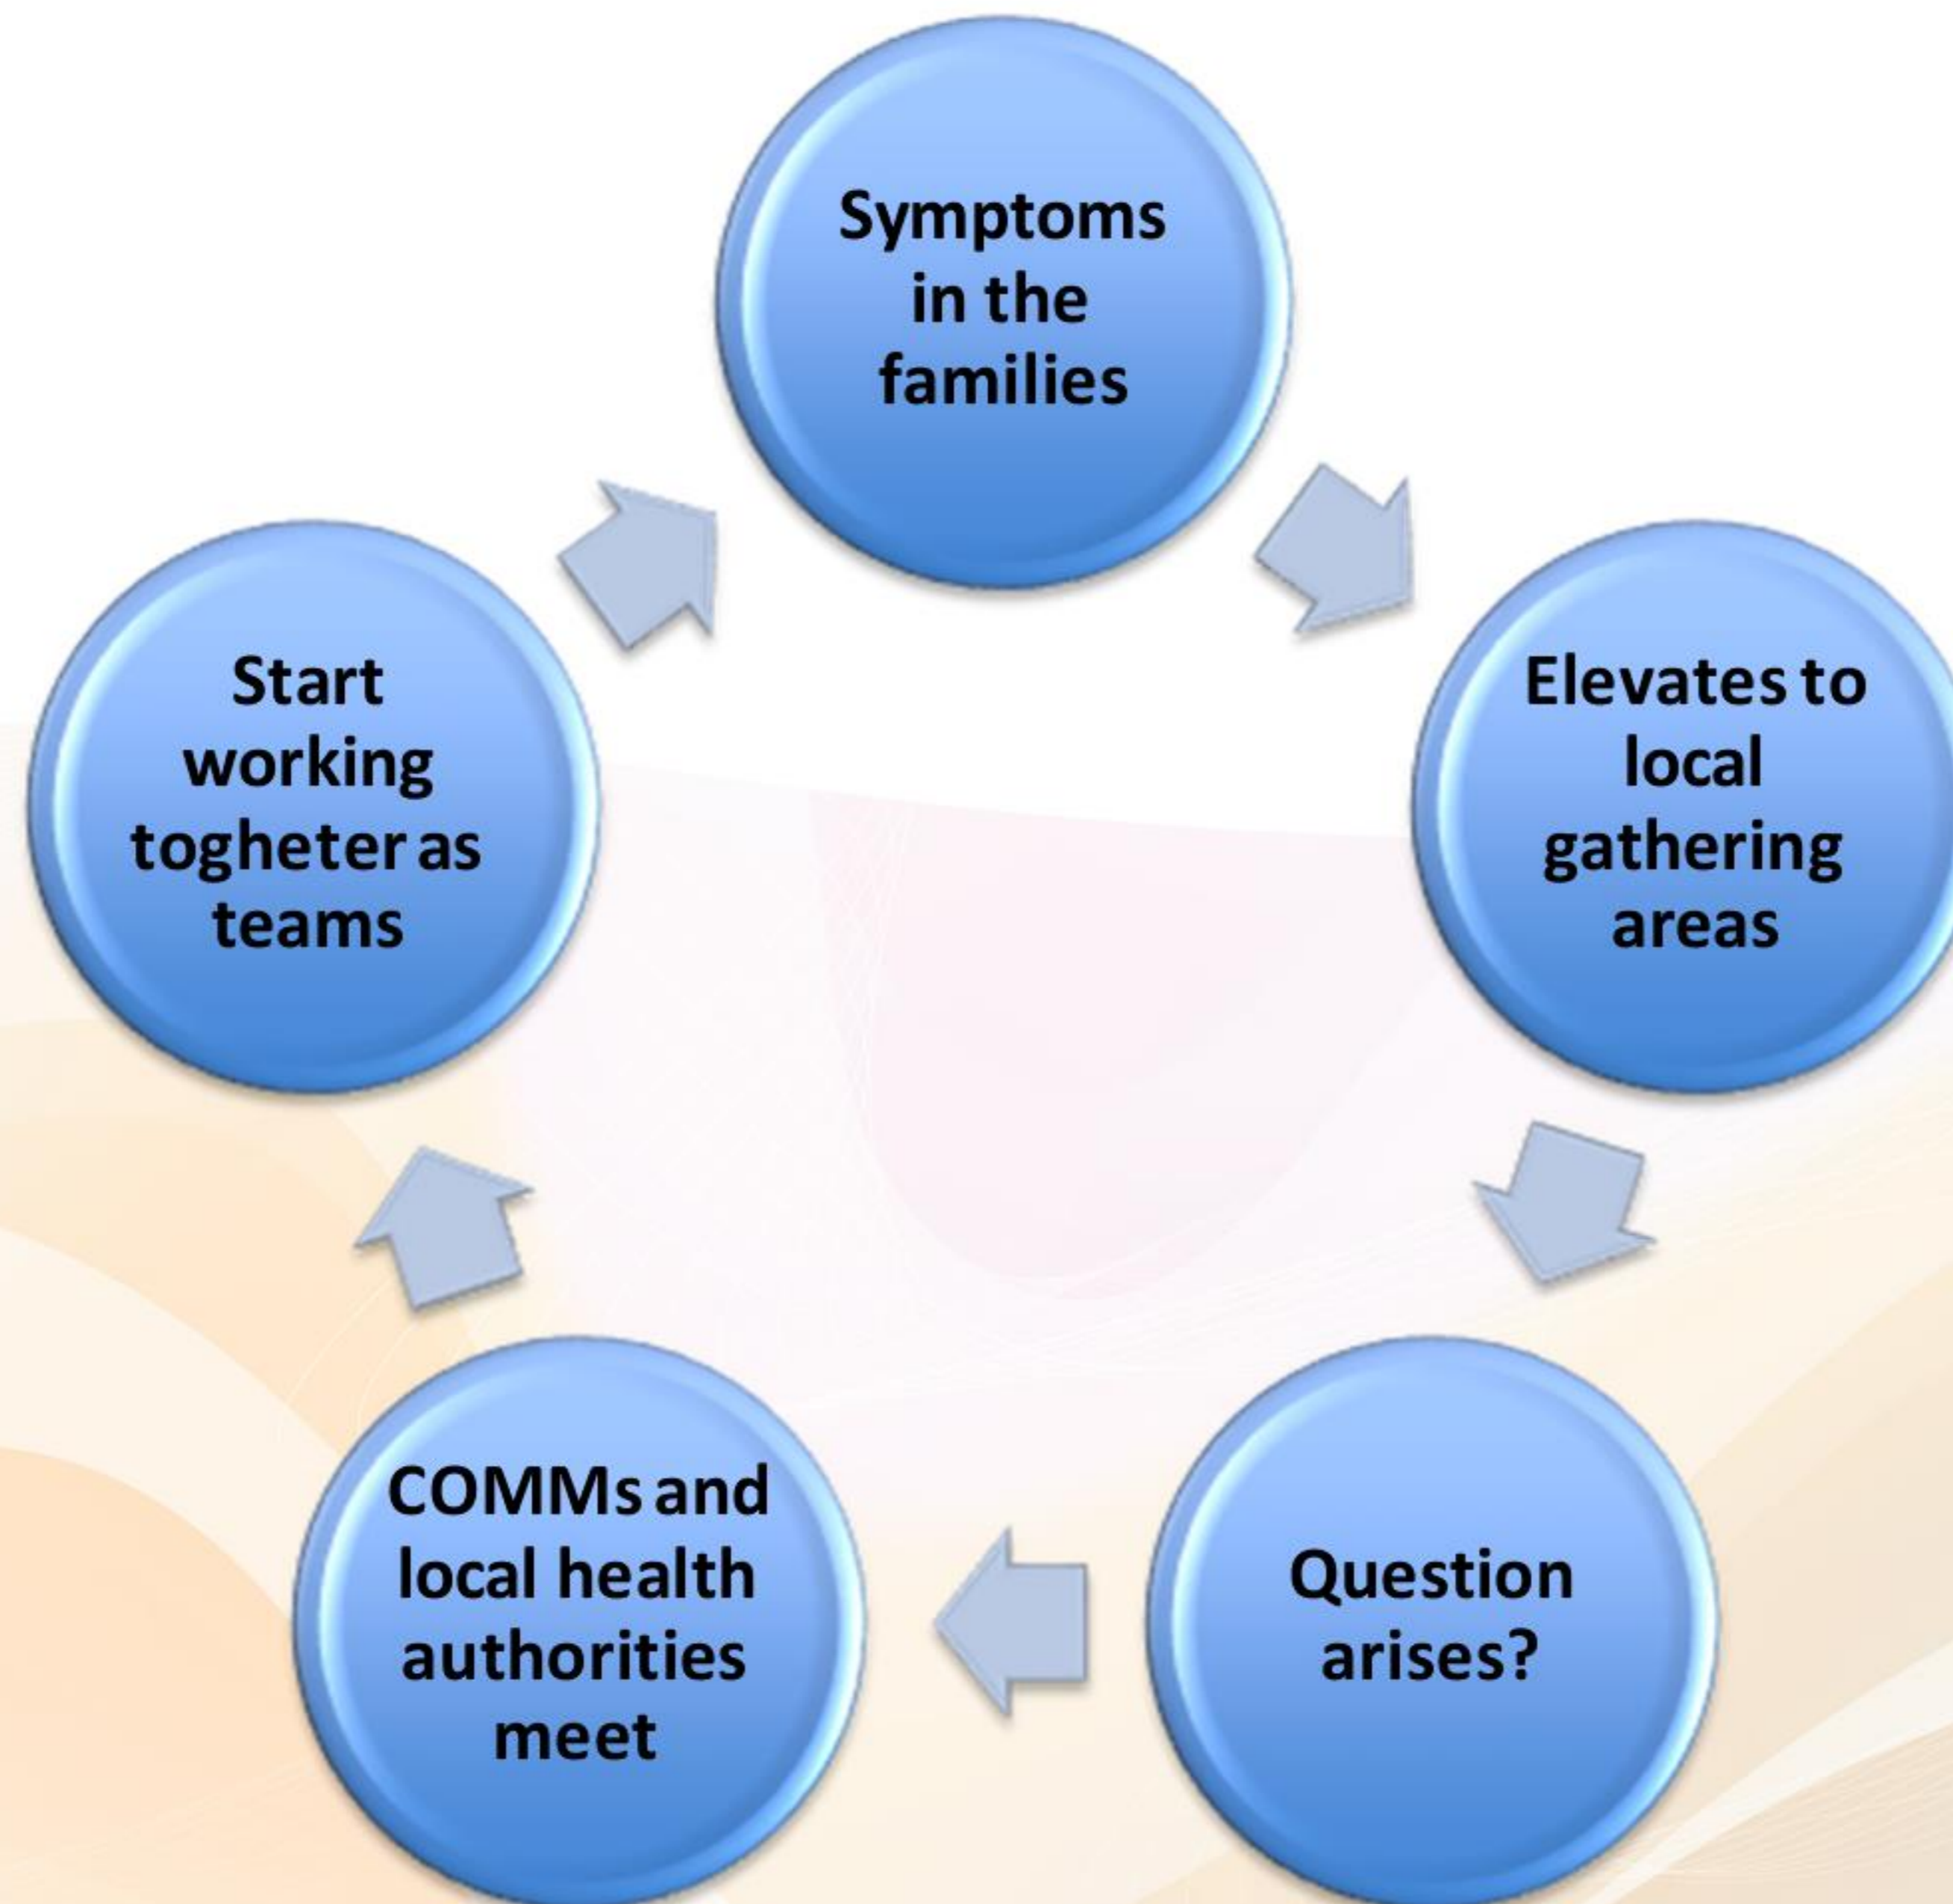 Symptoms
in the
families
Elevates to
local
gathering
areas
Question
arises?
COMMs and
local health
authorities
meet
Start
working
togheter as
teams